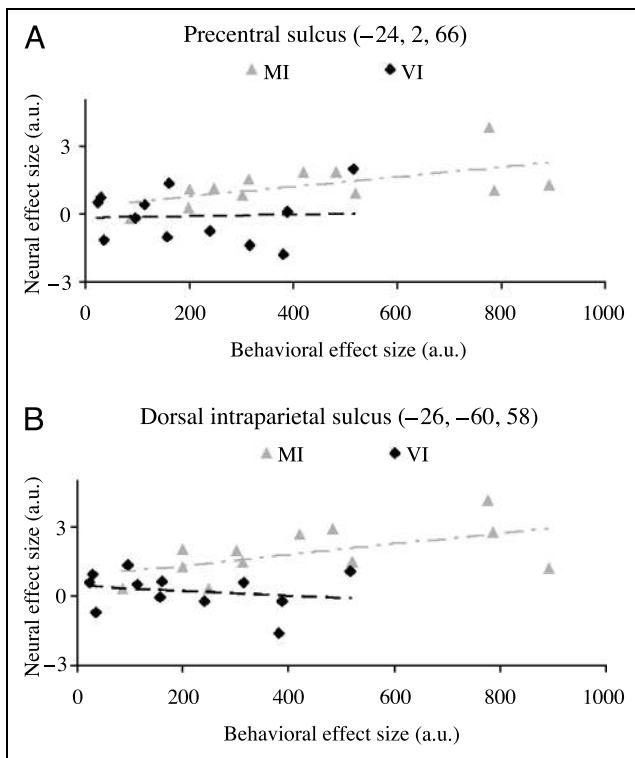 A
Precentral sulcus (−24, 2, 66)
MI VI
Neural effect size (a.u.)
3
0
−3
0 200 400 600 800 1000
Behavioral effect size (a.u.)
B
Dorsal intraparietal sulcus (−26, −60, 58)
MI VI
Neural effect size (a.u.)
3
0
−3
0 200 400 600 800 1000
Behavioral effect size (a.u.)